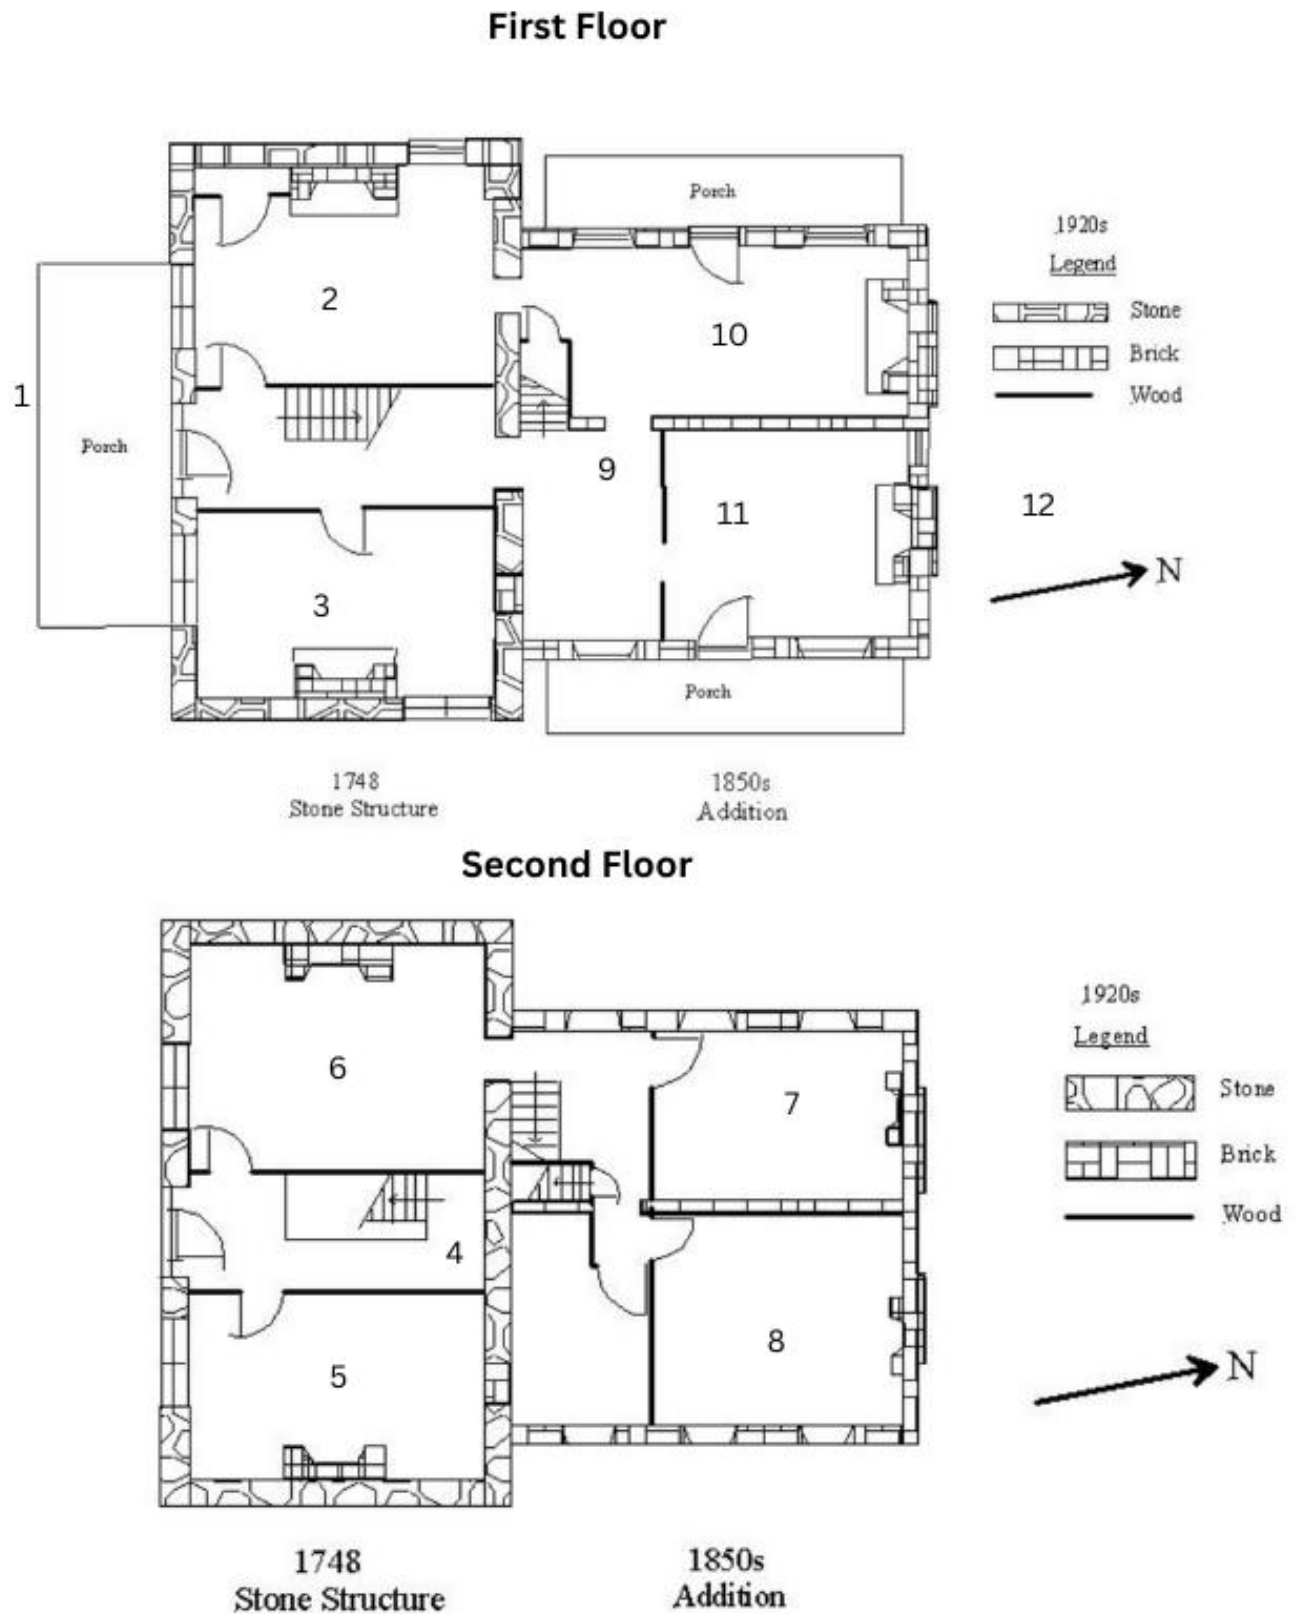 First Floor
Porch
1920s
Legend
Stone
Brick
Wood
2
10
1
Porch
9
11
12
N
3
Porch
1748
Stone Structure
1850s
Addition
Second Floor
1920s
Legend
Stone
Brick
Wood
6
7
4
5
8
N
1748
Stone Structure
1850s
Addition